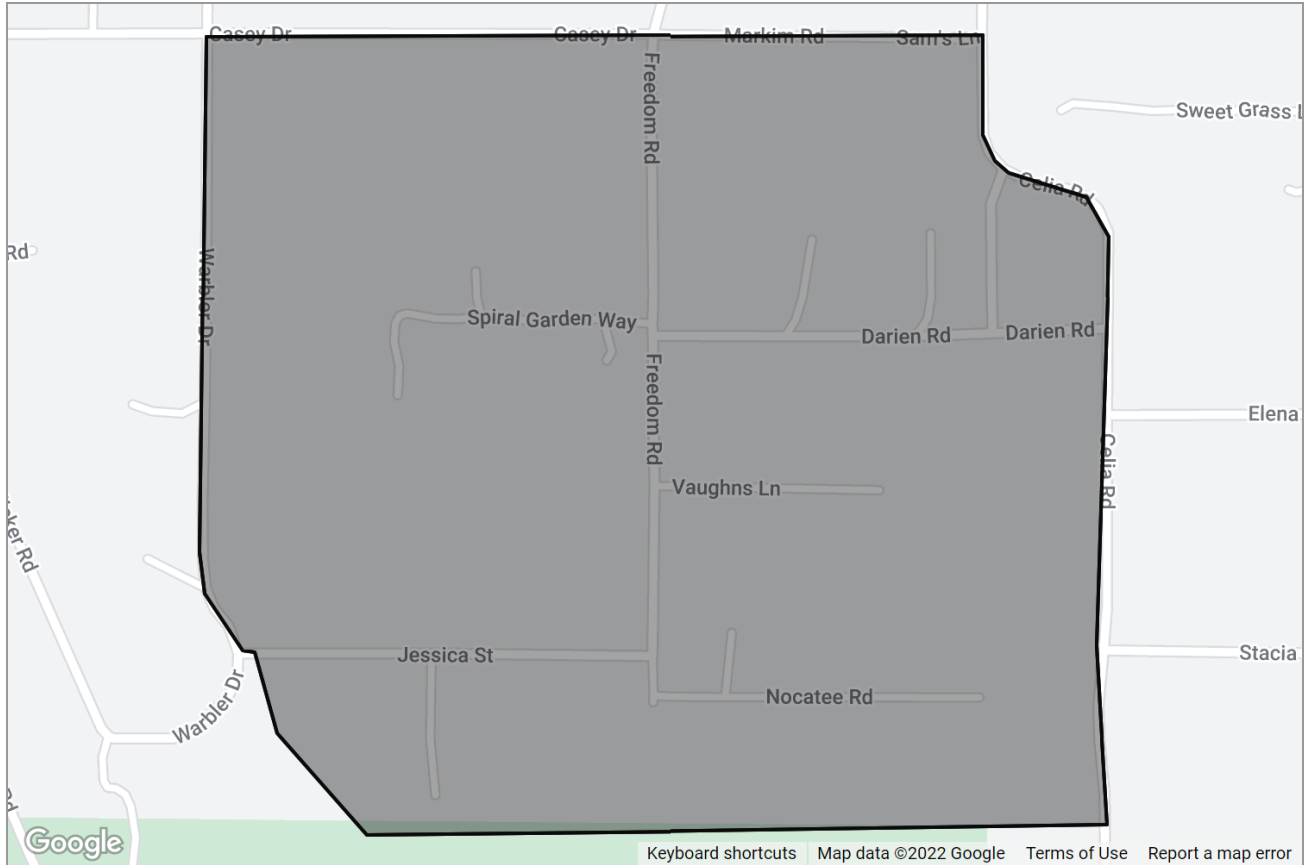 Casey Dr
Casey Dr
Markim Rd
Sam's Ln
Freedom Rd
Sweet Grass L
Celia Rd
Rd
Warbler Dr
Spiral Garden Way
Darien Rd
Darien Rd
Freedom Rd
Elena
Celia Rd
Vaughns Ln
ker Rd
Jessica St
Stacia
Warbler Dr
Nocatee Rd
Rd
Google
Keyboard shortcuts
Map data ©2022 Google
Terms of Use
Report a map error